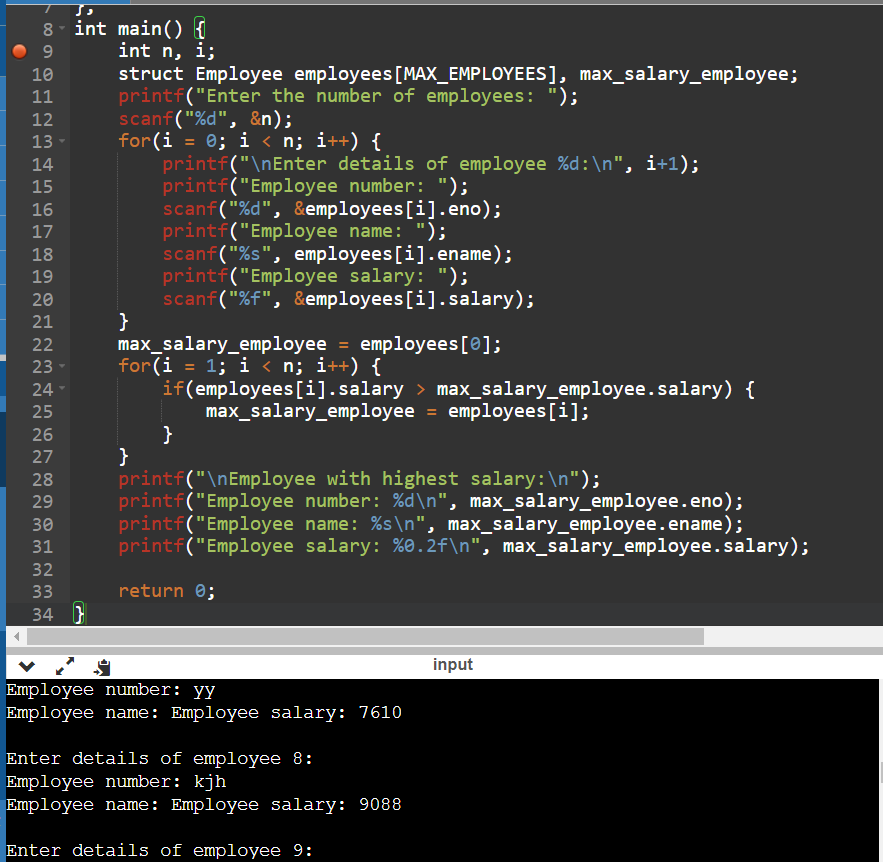 7 };
8 int main() {
9 int n, i;
10 struct Employee employees[MAX_EMPLOYEES], max_salary_employee;
11 printf("Enter the number of employees: ");
12 scanf("%d", &n);
13 for(i = 0; i < n; i++) {
14 printf("\nEnter details of employee %d:\n", i+1);
15 printf("Employee number: ");
16 scanf("%d", &employees[i].eno);
17 printf("Employee name: ");
18 scanf("%s", employees[i].ename);
19 printf("Employee salary: ");
20 scanf("%f", &employees[i].salary);
21 }
22 max_salary_employee = employees[0];
23 for(i = 1; i < n; i++) {
24 if(employees[i].salary > max_salary_employee.salary) {
25 max_salary_employee = employees[i];
26 }
27 }
28 printf("\nEmployee with highest salary:\n");
29 printf("Employee number: %d\n", max_salary_employee.eno);
30 printf("Employee name: %s\n", max_salary_employee.ename);
31 printf("Employee salary: %0.2f\n", max_salary_employee.salary);
32
33 return 0;
34 }
input
Employee number: yy
Employee name: Employee salary: 7610
Enter details of employee 8:
Employee number: kjh
Employee name: Employee salary: 9088
Enter details of employee 9: